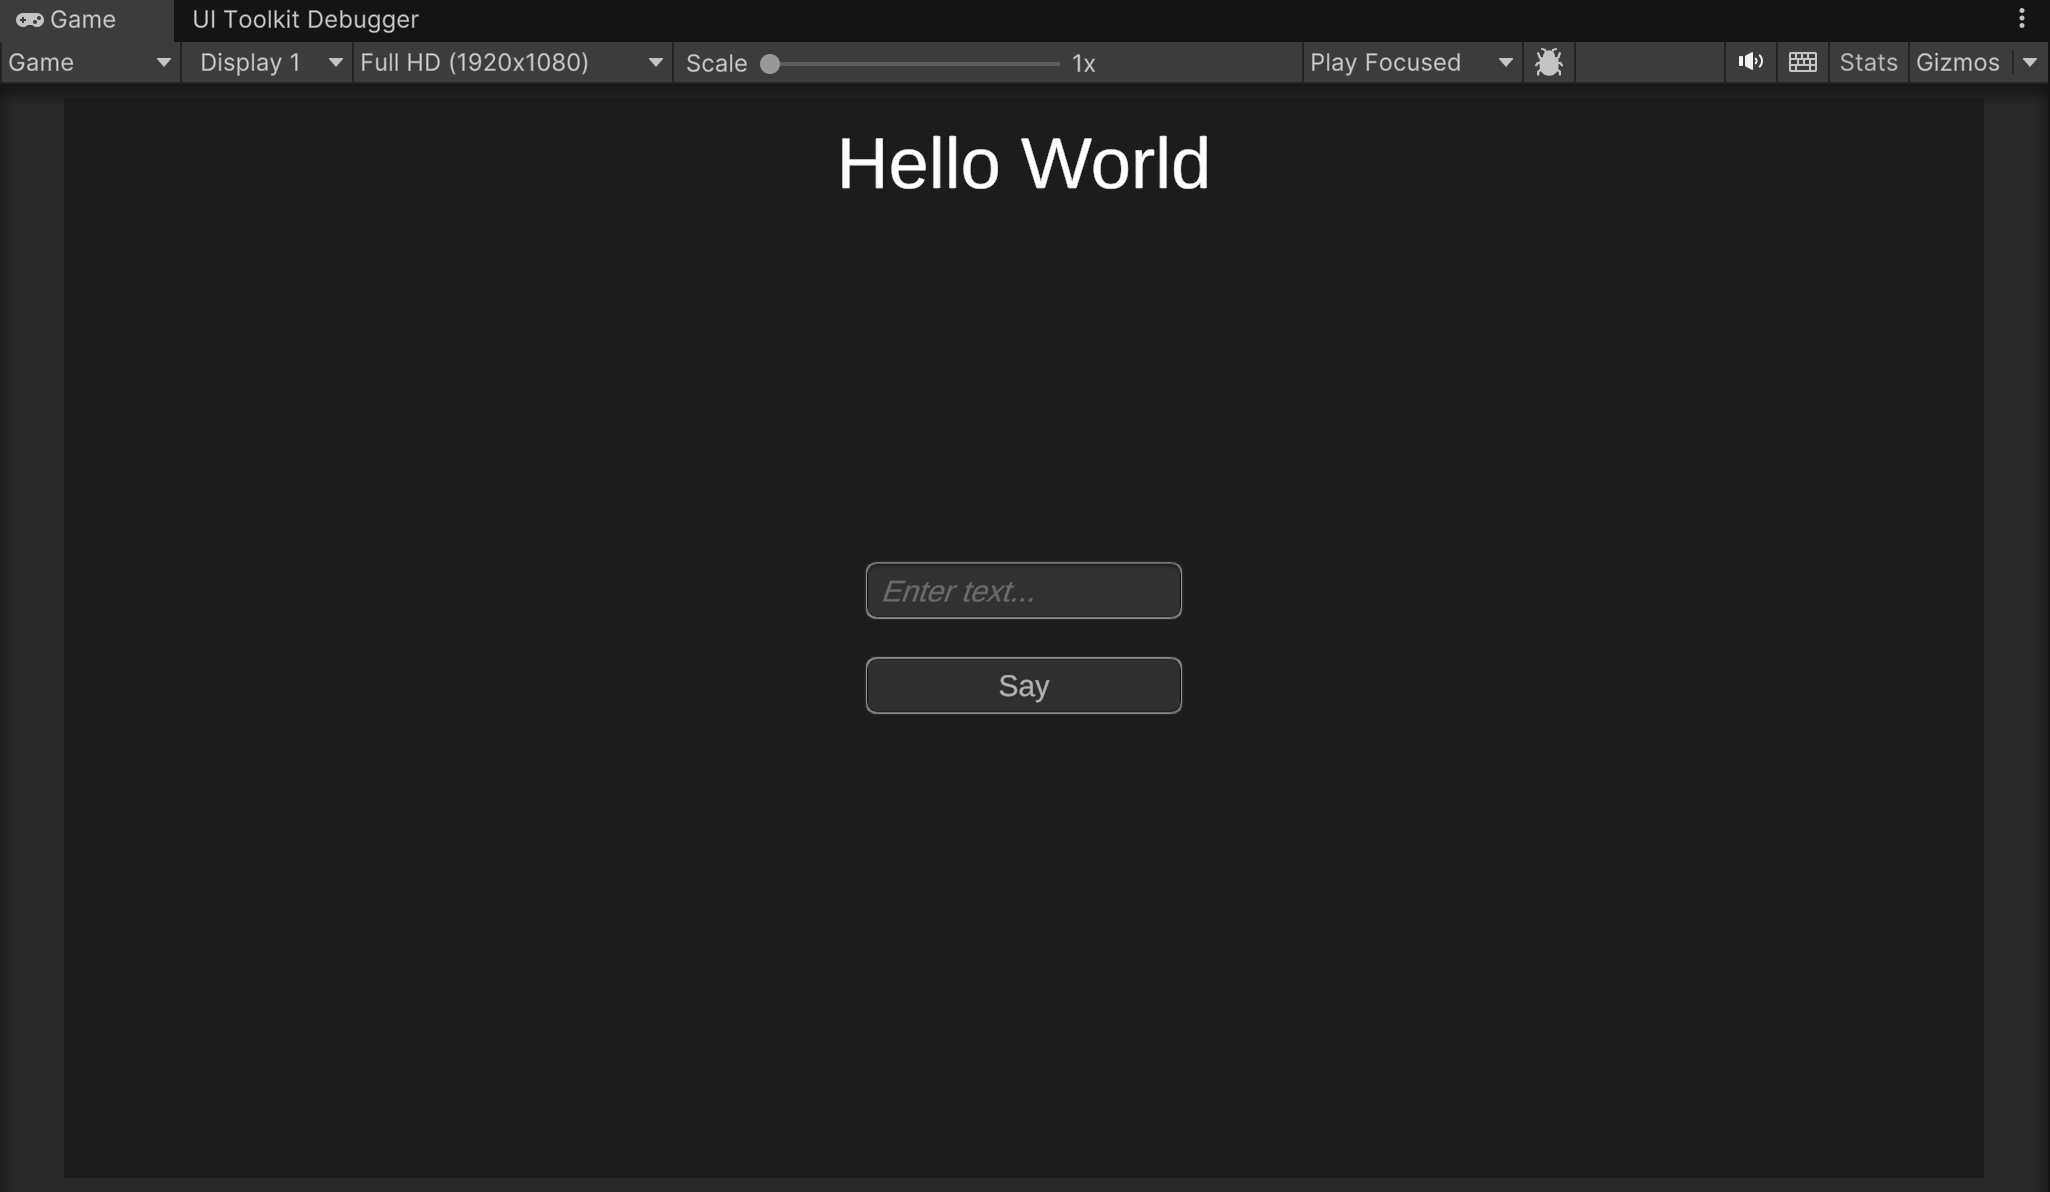 Game
UI Toolkit Debugger
Game
Display 1
Full HD (1920x1080)
Scale
1x
Play Focused
Stats
Gizmos
Hello World
Enter text...
Say